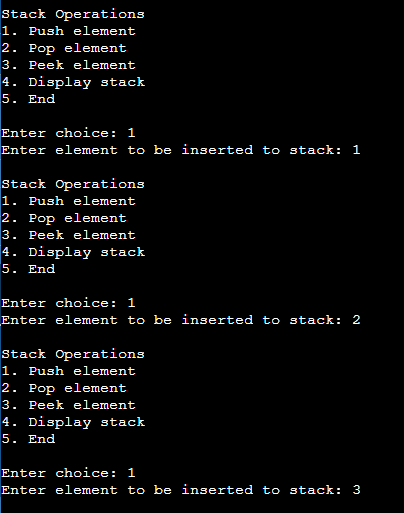 Stack Operations
1. Push element
2. Pop element
3. Peek element
4. Display stack
5. End
Enter choice: 1
Enter element to be inserted to stack: 1
Stack Operations
1. Push element
2. Pop element
3. Peek element
4. Display stack
5. End
Enter choice: 1
Enter element to be inserted to stack: 2
Stack Operations
1. Push element
2. Pop element
3. Peek element
4. Display stack
5. End
Enter choice: 1
Enter element to be inserted to stack: 3